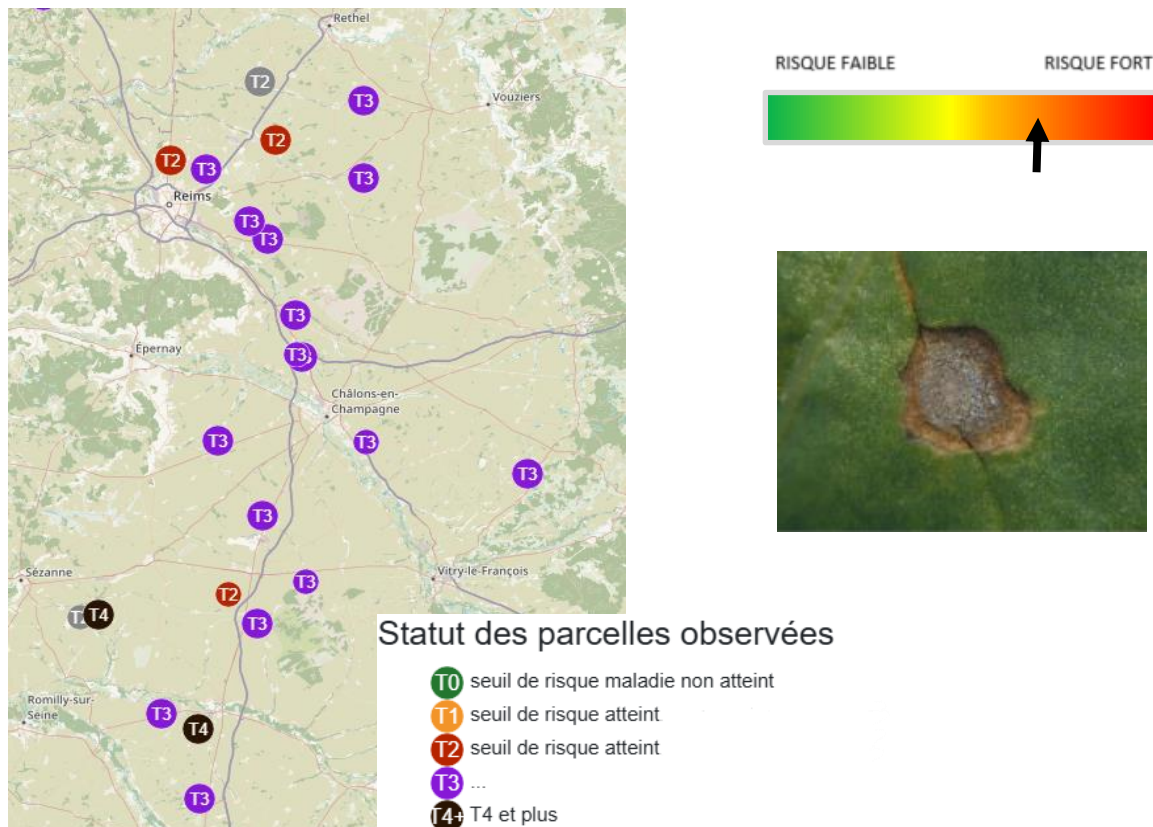 Rethel
T2
T3
Vouziers
T2
T2
T3
T3
Reims
T3
T3
T3
T3
Épernay
Châlons-en-
Champagne
T3
T3
T3
T3
Sézanne
Vitry-le-François
T3
T2
T4
T3
Romilly-sur-
Seine
T3
T4
T3
RISQUE FAIBLE
RISQUE FORT
Statut des parcelles observées
T0 seuil de risque maladie non atteint
T1 seuil de risque atteint
T2 seuil de risque atteint
T3 ...
T4+ T4 et plus